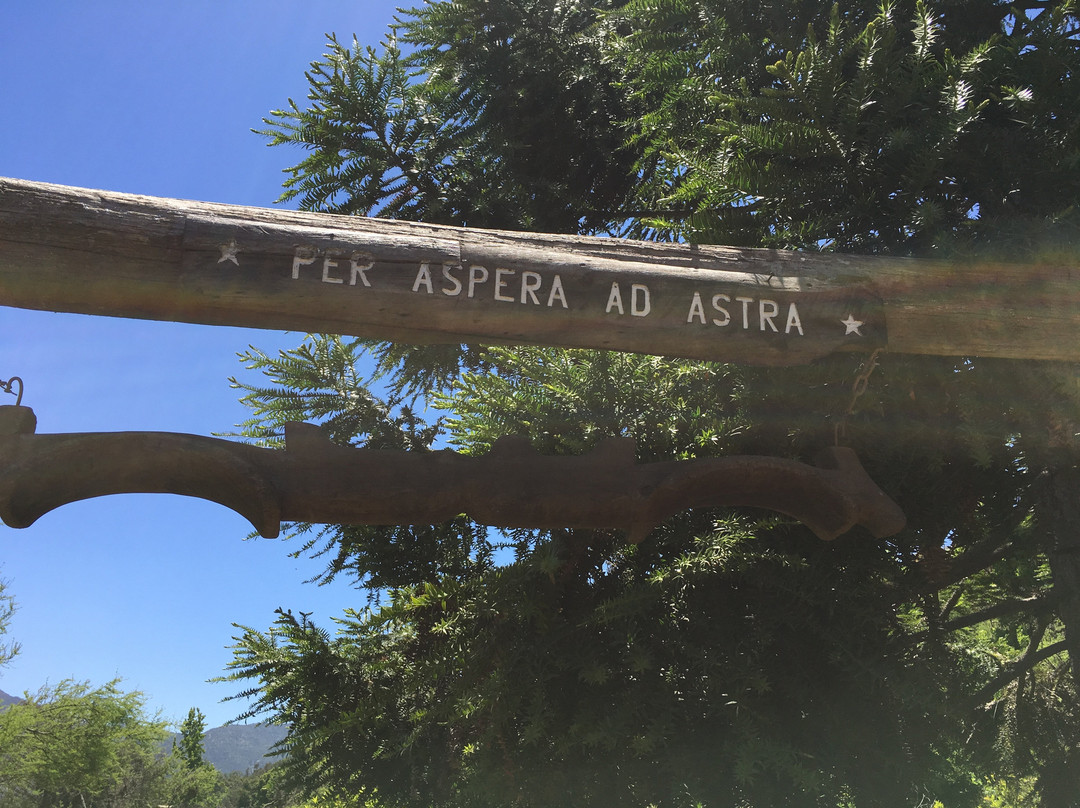 ★ PER ASPERA AD ASTRA ★